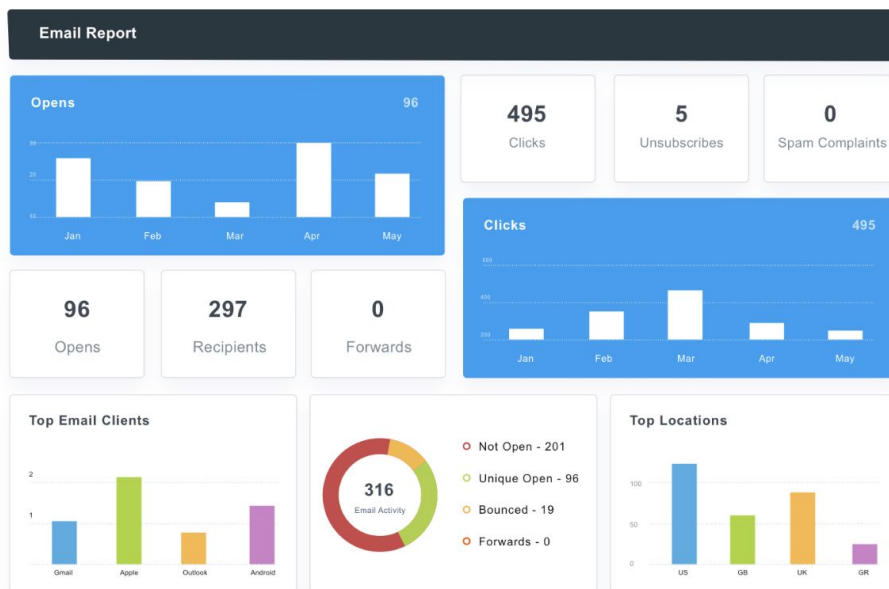 Email Report
Opens
96
30
20
10
Jan
Feb
Mar
Apr
May
495
Clicks
5
Unsubscribes
0
Spam Complaints
Clicks
495
600
400
200
Jan
Feb
Mar
Apr
May
96
Opens
297
Recipients
0
Forwards
Top Email Clients
2
1
Gmail
Apple
Outlook
Android
316
Email Activity
Not Open - 201
Unique Open - 96
Bounced - 19
Forwards - 0
Top Locations
100
50
0
US
GB
UK
GR